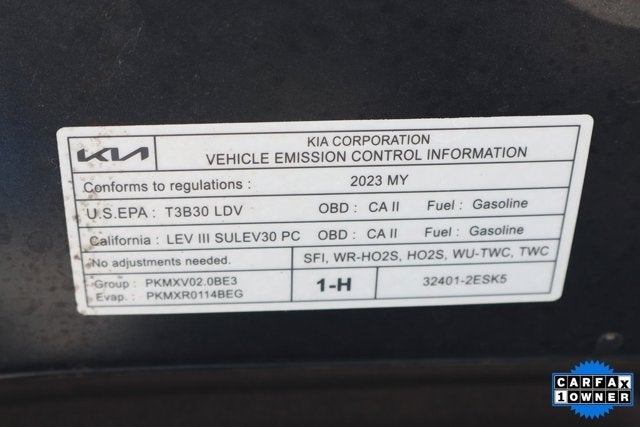 KIA
KIA CORPORATION
VEHICLE EMISSION CONTROL INFORMATION
Conforms to regulations : 2023 MY
U.S.EPA : T3B30 LDV OBD : CA II Fuel : Gasoline
California : LEV III SULEV30 PC OBD : CA II Fuel : Gasoline
No adjustments needed. SFI, WR-HO2S, HO2S, WU-TWC, TWC
Group : PKMXV02.0BE3
Evap. : PKMXR0114BEG
1-H 32401-2ESK5
CARFAX
1 OWNER